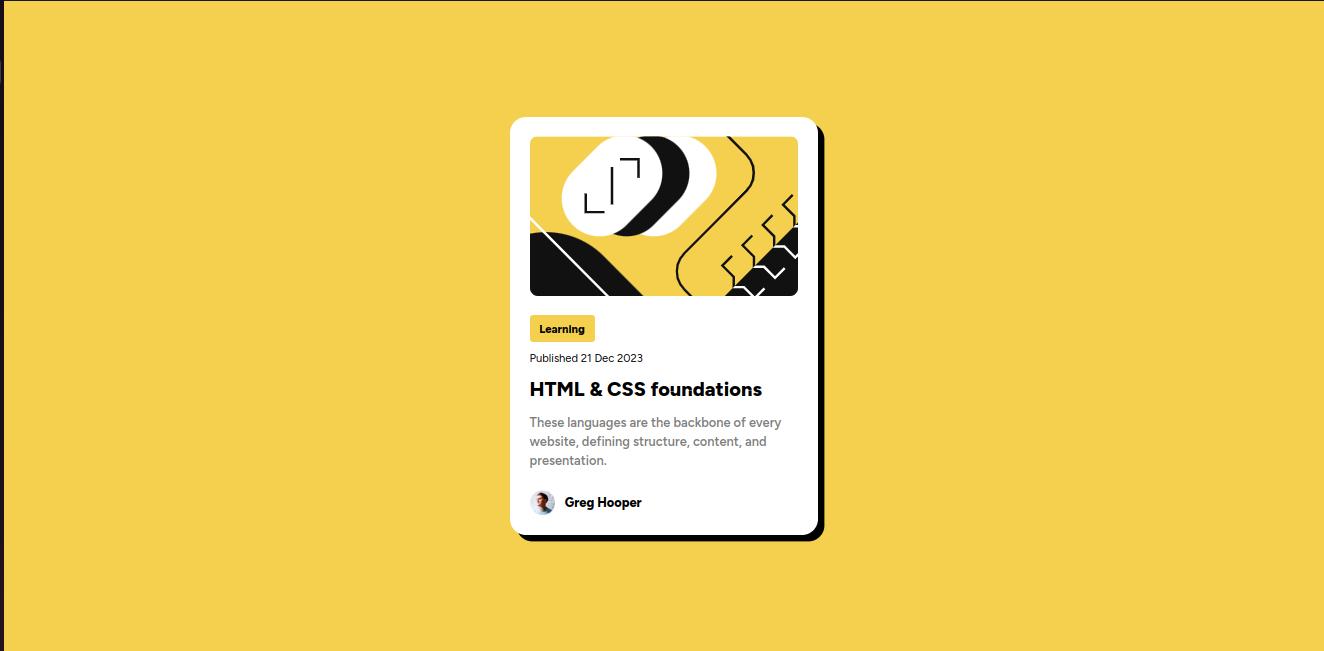 Learning
Published 21 Dec 2023
HTML & CSS foundations
These languages are the backbone of every
website, defining structure, content, and
presentation.
Greg Hooper